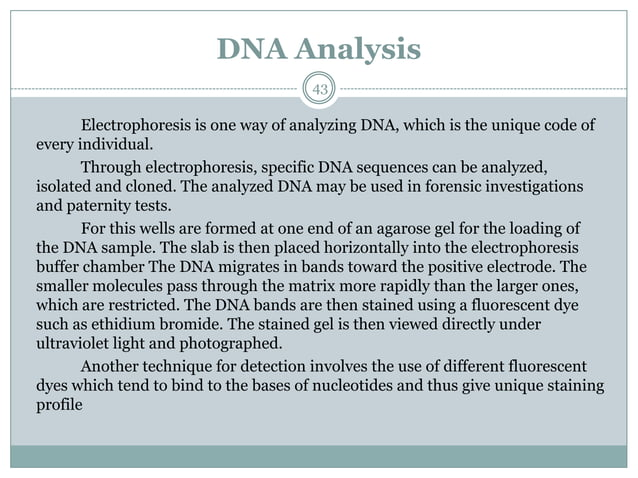 DNA Analysis
43
Electrophoresis is one way of analyzing DNA, which is the unique code of
every individual.
Through electrophoresis, specific DNA sequences can be analyzed,
isolated and cloned. The analyzed DNA may be used in forensic investigations
and paternity tests.
For this wells are formed at one end of an agarose gel for the loading of
the DNA sample. The slab is then placed horizontally into the electrophoresis
buffer chamber The DNA migrates in bands toward the positive electrode. The
smaller molecules pass through the matrix more rapidly than the larger ones,
which are restricted. The DNA bands are then stained using a fluorescent dye
such as ethidium bromide. The stained gel is then viewed directly under
ultraviolet light and photographed.
Another technique for detection involves the use of different fluorescent
dyes which tend to bind to the bases of nucleotides and thus give unique staining
profile